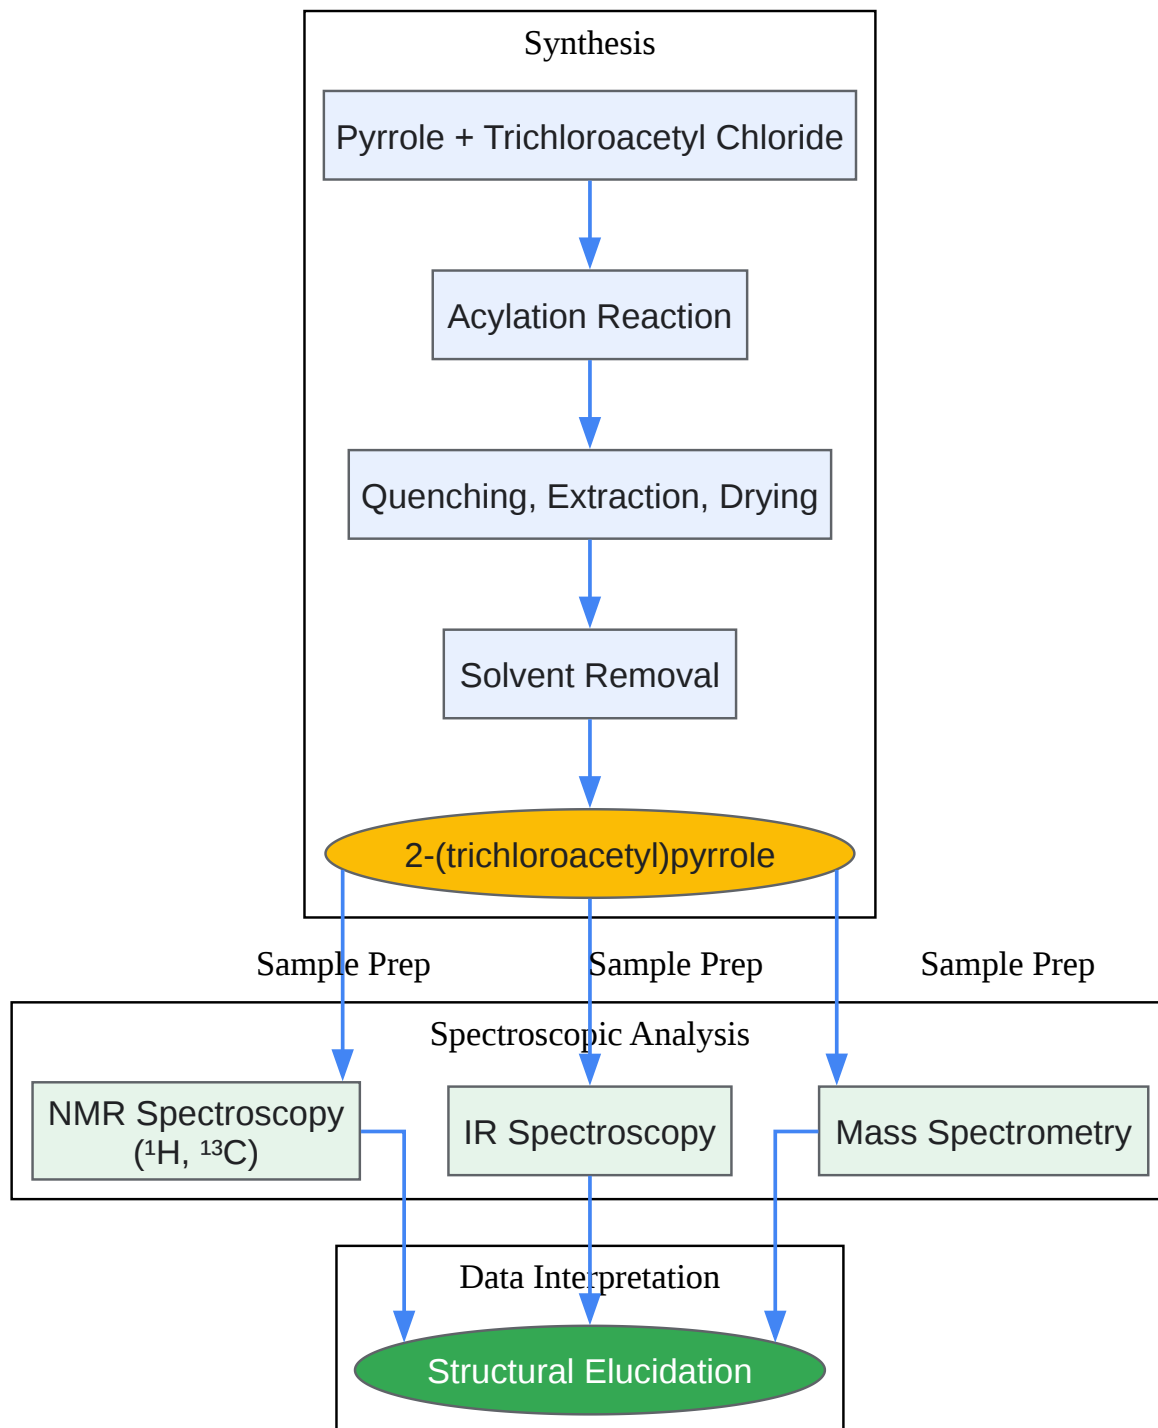 Synthesis
Pyrrole + Trichloroacetyl Chloride
Acylation Reaction
Quenching, Extraction, Drying
Solvent Removal
2-(trichloroacetyl)pyrrole
Sample Prep
Sample Prep
Sample Prep
Spectroscopic Analysis
NMR Spectroscopy
(¹H, ¹³C)
IR Spectroscopy
Mass Spectrometry
Data Interpretation
Structural Elucidation